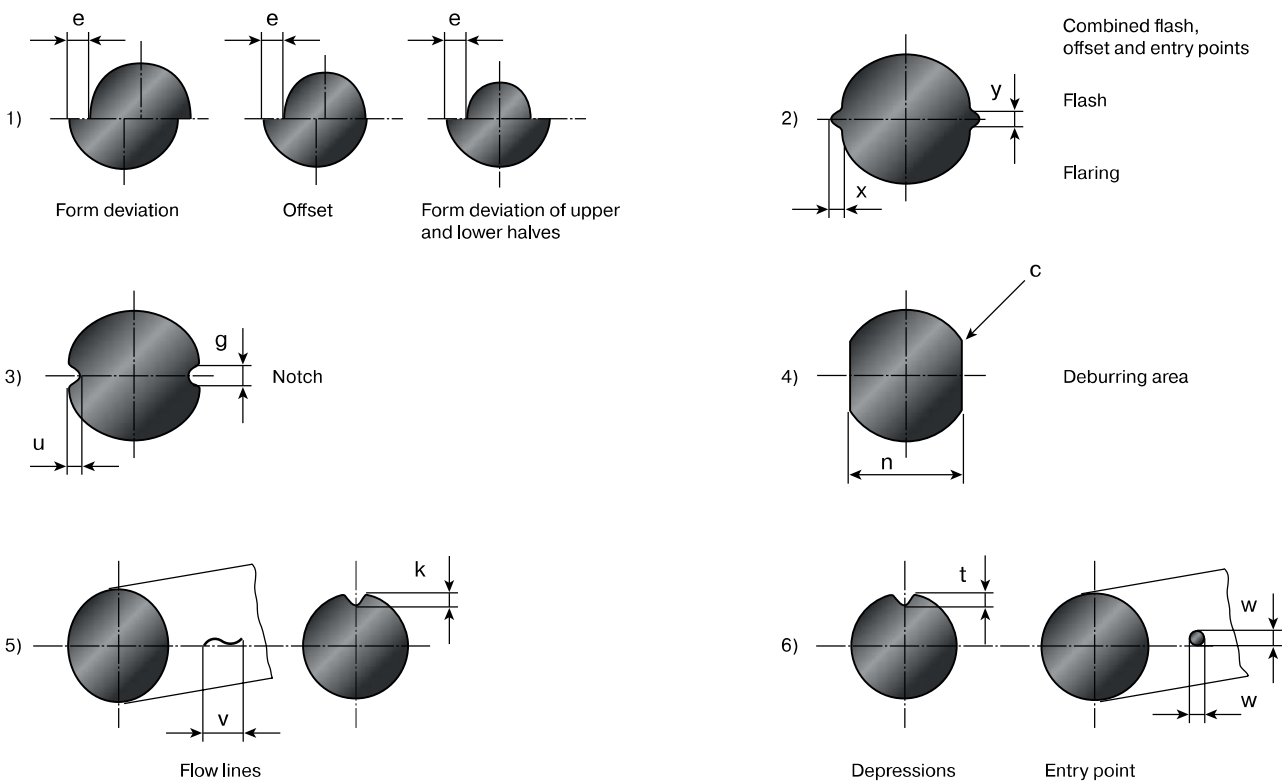 e
e
e
1)
Form deviation
Offset
Form deviation of upper
and lower halves
2)
y
x
Combined flash,
offset and entry points
Flash
Flaring
3)
g
u
Notch
4)
c
n
Deburring area
5)
k
v
Flow lines
6)
t
w
w
Depressions
Entry point